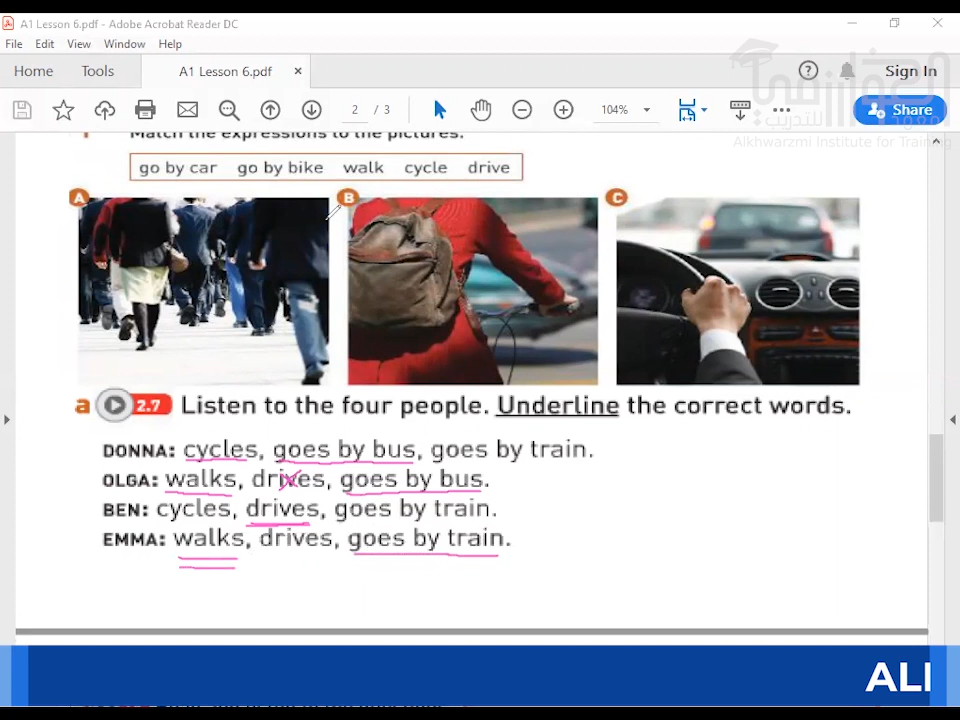 A1 Lesson 6.pdf - Adobe Acrobat Reader DC
File Edit View Window Help
Home Tools A1 Lesson 6.pdf × Sign In
2 / 3 104% Share
الخوارزمي
معهد للتدريب
Alkhwarzmi Institute for Training
Match the expressions to the pictures.
go by car go by bike walk cycle drive
A B C
a 2.7 Listen to the four people. Underline the correct words.
DONNA: cycles, goes by bus, goes by train.
OLGA: walks, drives, goes by bus.
BEN: cycles, drives, goes by train.
EMMA: walks, drives, goes by train.
ALI